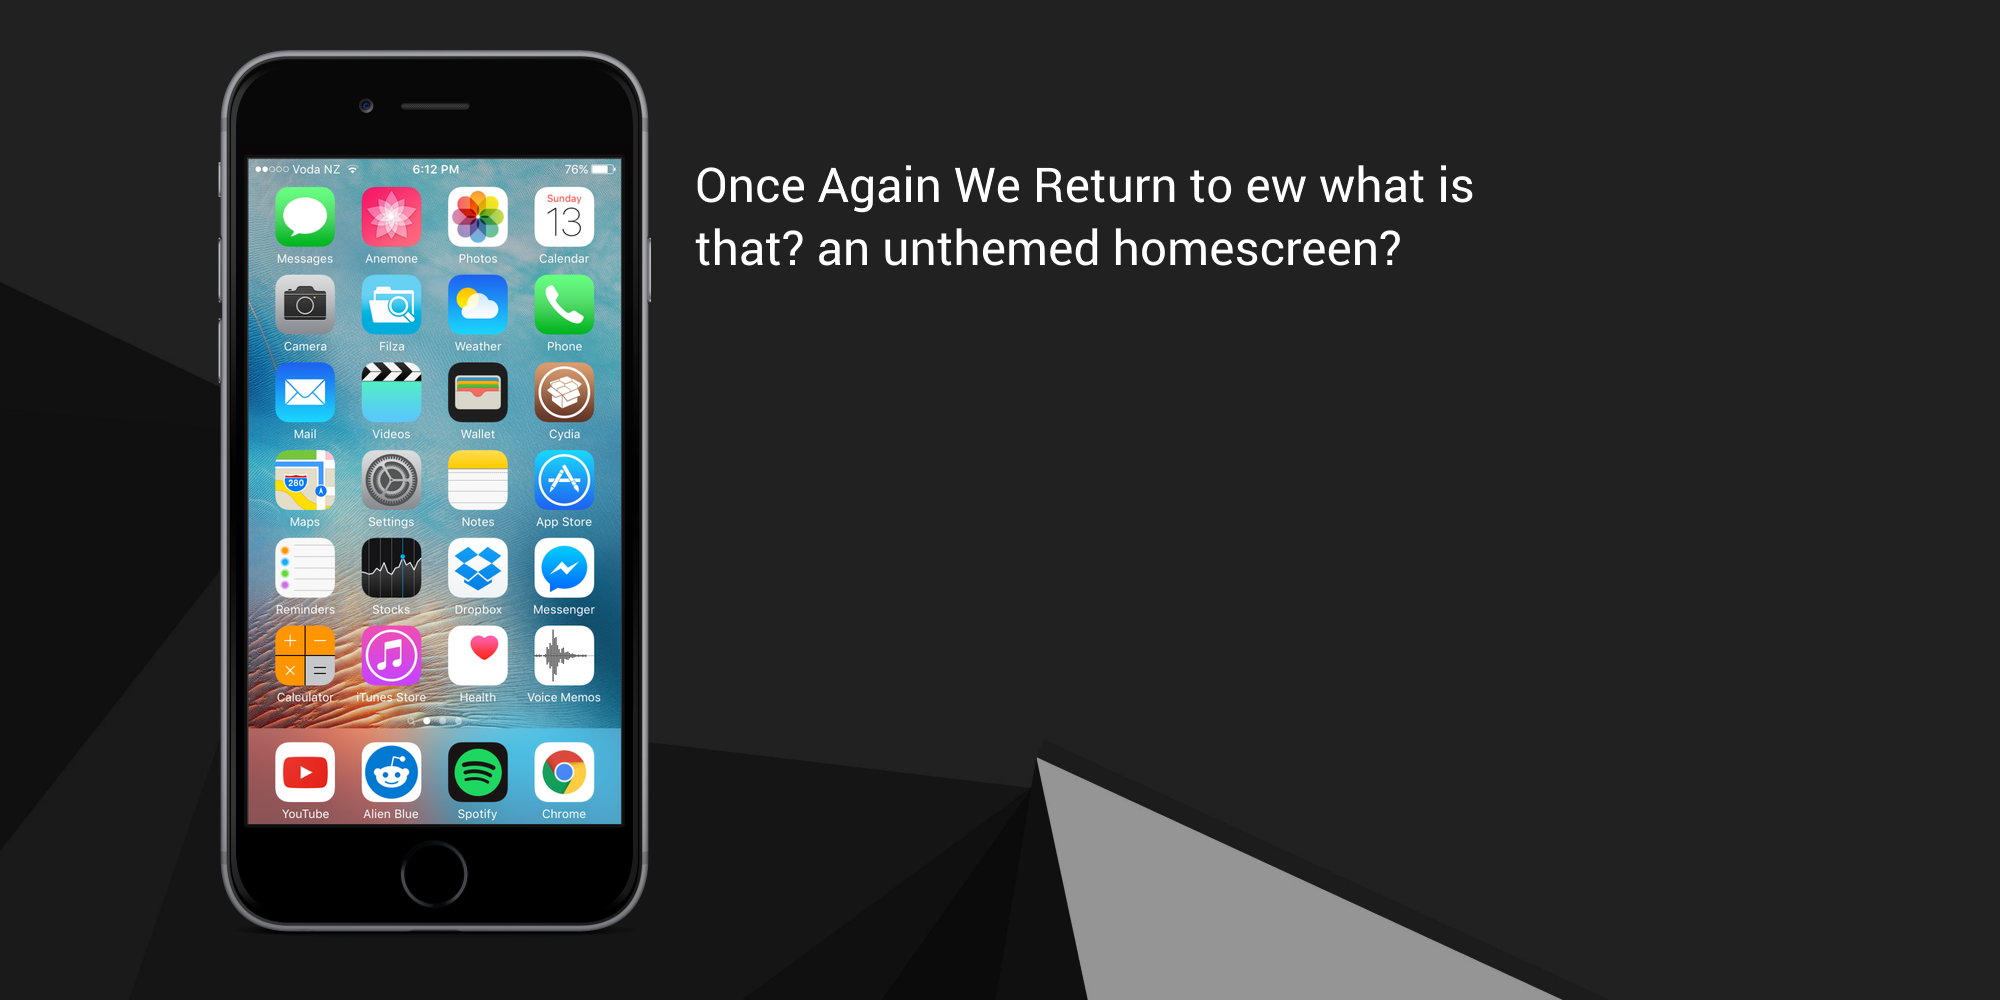 Voda NZ 6:12 PM 76%
Sunday
13
Messages Anemone Photos Calendar
Camera Filza Weather Phone
Mail Videos Wallet Cydia
280
Maps Settings Notes App Store
Reminders Stocks Dropbox Messenger
Calculator iTunes Store Health Voice Memos
YouTube Alien Blue Spotify Chrome
Once Again We Return to ew what is
that? an unthemed homescreen?